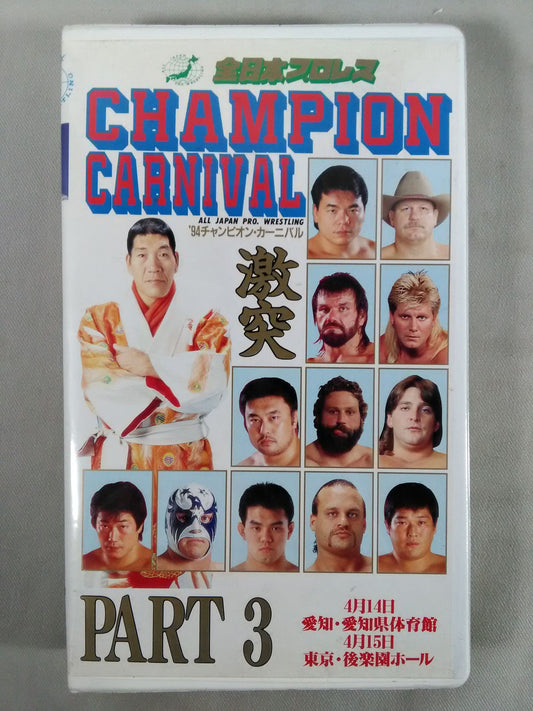 全日本プロレス
CHAMPION
CARNIVAL
ALL JAPAN PRO. WRESTLING
'94チャンピオン・カーニバル
激突
PART 3
4月14日
愛知・愛知県体育館
4月15日
東京・後楽園ホール